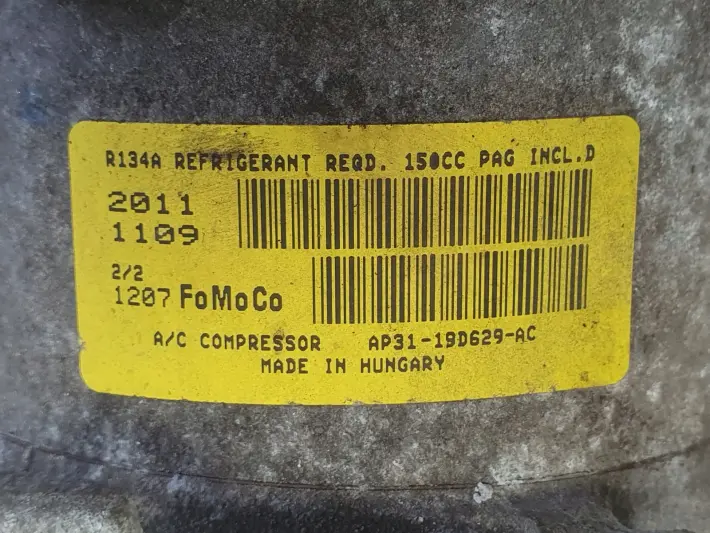 R134A REFRIGERANT REQD. 150CC PAG INCL.D
2011
1109
2/2
1207 FoMoCo
A/C COMPRESSOR AP31-19D629-AC
MADE IN HUNGARY